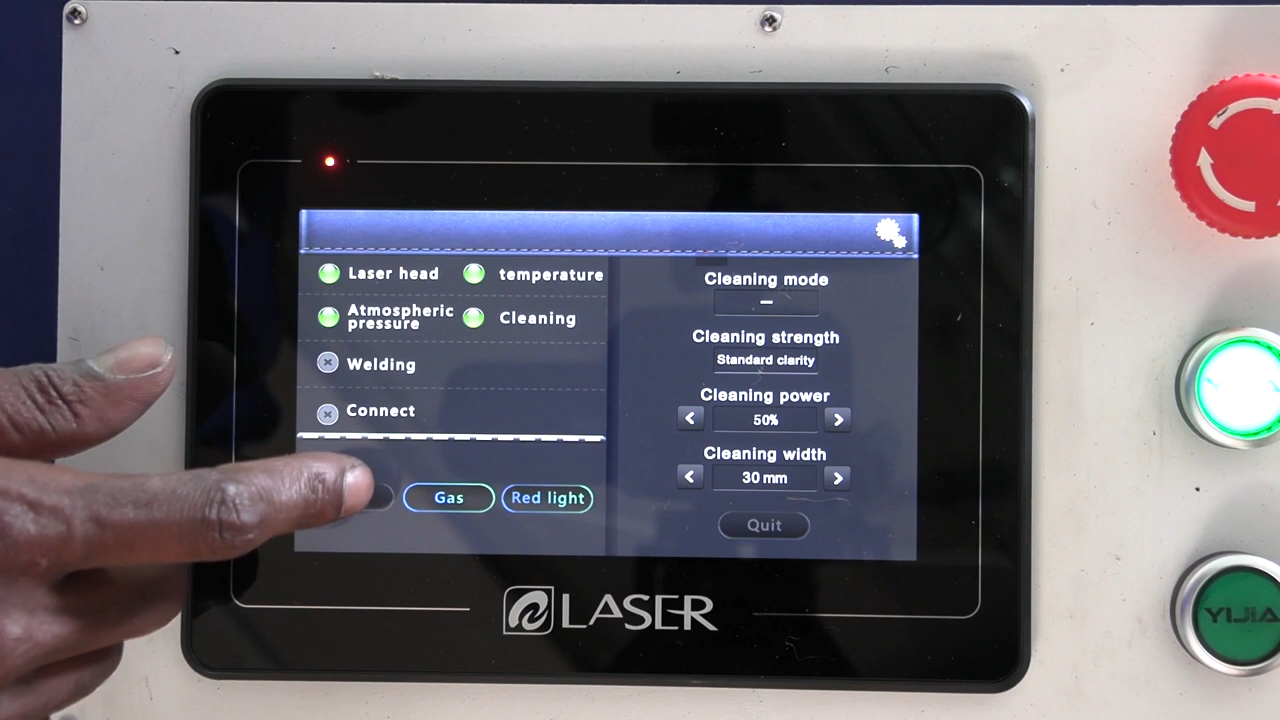 Laser head
temperature
Atmospheric
pressure
Cleaning
Welding
Connect
Gas
Red light
Cleaning mode
—
Cleaning strength
Standard clarity
Cleaning power
< 50% >
Cleaning width
< 30 mm >
Quit
LASER
YIJIA